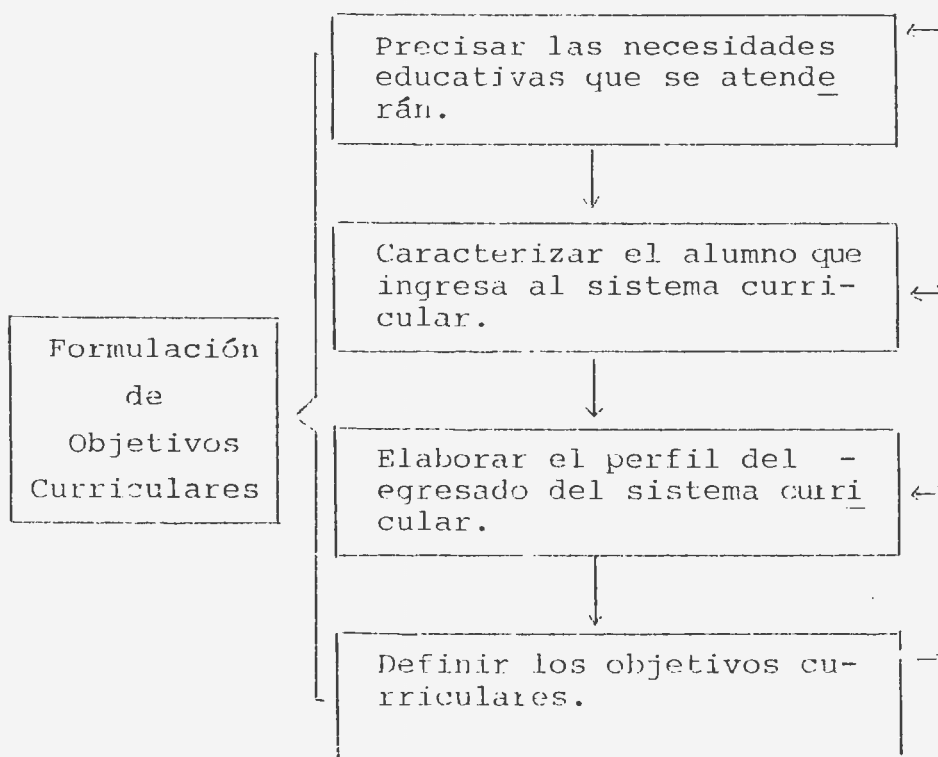 Precisar las necesidades
educativas que se atende
rán.
Caracterizar el alumno que
ingresa al sistema curri-
cular.
Formulación
de
Objetivos
Curriculares
Elaborar el perfil del -
egresado del sistema curri
cular.
Definir los objetivos cu-
rriculares.